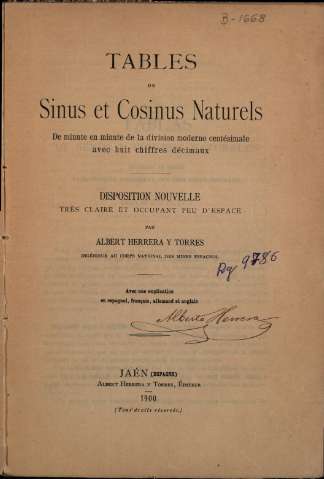 B-1668
TABLES
DE
Sinus et Cosinus Naturels
De minute en minute de la division moderne centésimale
avec huit chiffres décimaux
DISPOSITION NOUVELLE
TRÈS CLAIRE ET OCCUPANT PEU D'ESPACE
PAR
ALBERT HERRERA Y TORRES
INGÉNIEUR AU CORPS NATIONAL DES MINES ESPAGNOL
Dg 9786
Avec une explication
en espagnol, français, allemand et anglais
Alberto Herrera
JAÉN (ESPAGNE)
ALBERT HERRERA Y TORRES, ÉDITEUR
1900
(Tous droits réservés.)